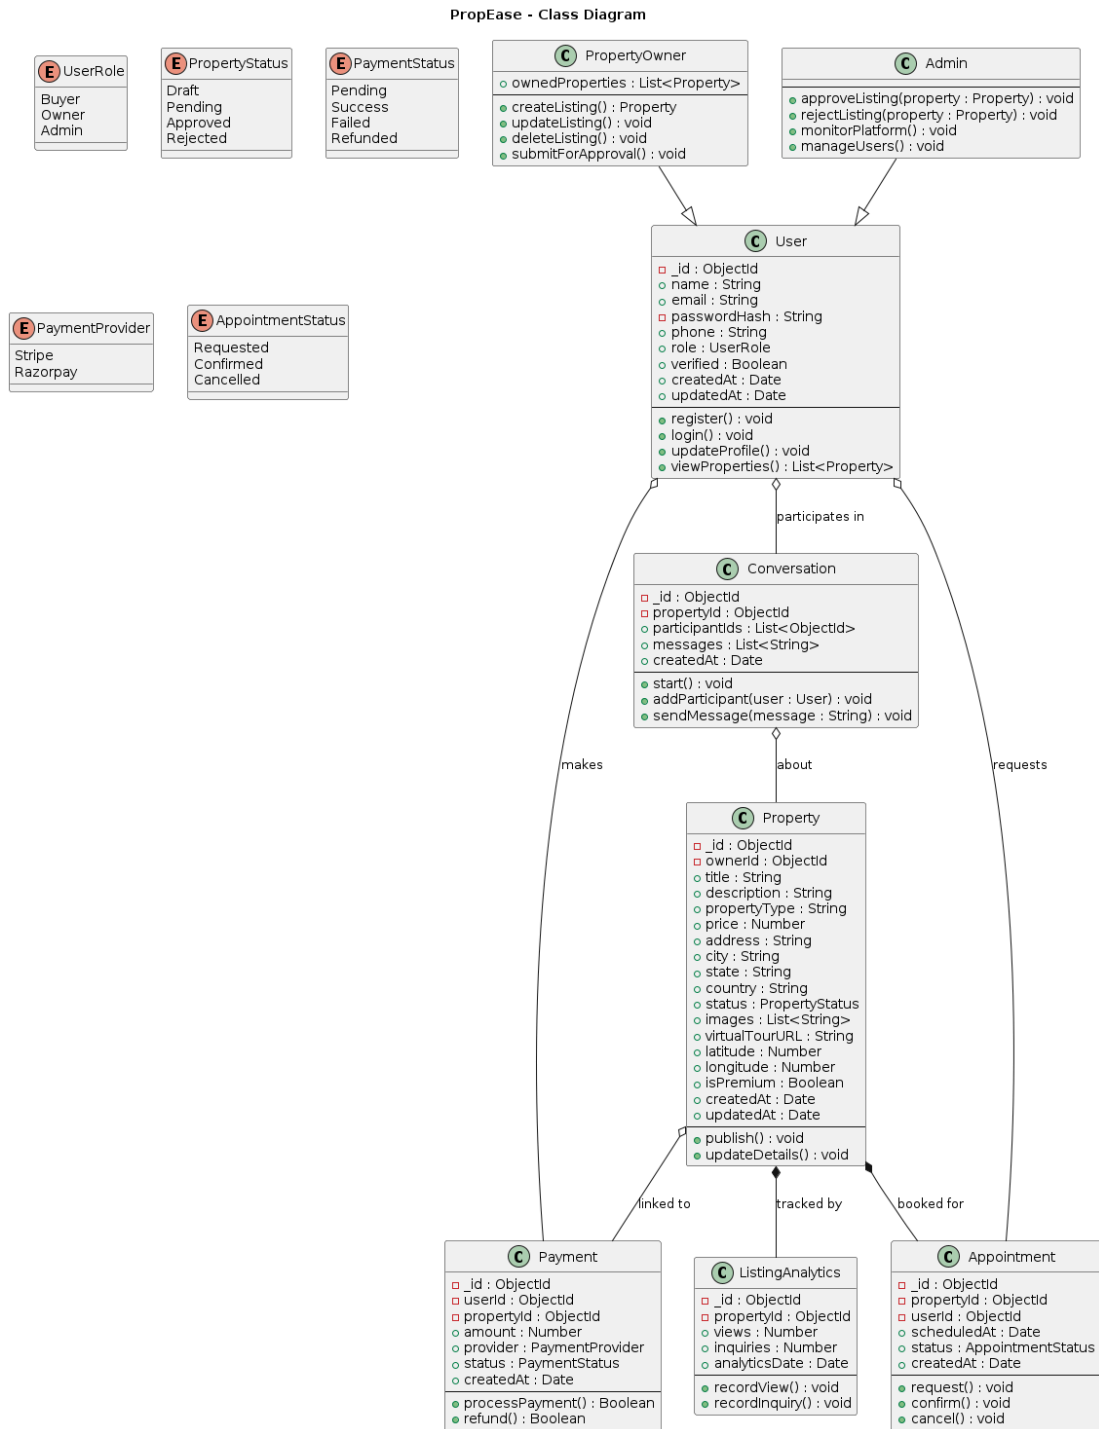 PropEase - Class Diagram
E UserRole
Buyer
Owner
Admin
E PropertyStatus
Draft
Pending
Approved
Rejected
E PaymentStatus
Pending
Success
Failed
Refunded
C PropertyOwner
ownedProperties : List<Property>
createListing() : Property
updateListing() : void
deleteListing() : void
submitForApproval() : void
C Admin
approveListing(property : Property) : void
rejectListing(property : Property) : void
monitorPlatform() : void
manageUsers() : void
E PaymentProvider
Stripe
Razorpay
E AppointmentStatus
Requested
Confirmed
Cancelled
C User
_id : ObjectId
name : String
email : String
passwordHash : String
phone : String
role : UserRole
verified : Boolean
createdAt : Date
updatedAt : Date
register() : void
login() : void
updateProfile() : void
viewProperties() : List<Property>
participates in
C Conversation
_id : ObjectId
propertyId : ObjectId
participantIds : List<ObjectId>
messages : List<String>
createdAt : Date
start() : void
addParticipant(user : User) : void
sendMessage(message : String) : void
makes
about
requests
C Property
_id : ObjectId
ownerId : ObjectId
title : String
description : String
propertyType : String
price : Number
address : String
city : String
state : String
country : String
status : PropertyStatus
images : List<String>
virtualTourURL : String
latitude : Number
longitude : Number
isPremium : Boolean
createdAt : Date
updatedAt : Date
publish() : void
updateDetails() : void
linked to
tracked by
booked for
C Payment
_id : ObjectId
userId : ObjectId
propertyId : ObjectId
amount : Number
provider : PaymentProvider
status : PaymentStatus
createdAt : Date
processPayment() : Boolean
refund() : Boolean
C ListingAnalytics
_id : ObjectId
propertyId : ObjectId
views : Number
inquiries : Number
analyticsDate : Date
recordView() : void
recordInquiry() : void
C Appointment
_id : ObjectId
propertyId : ObjectId
userId : ObjectId
scheduledAt : Date
status : AppointmentStatus
createdAt : Date
request() : void
confirm() : void
cancel() : void